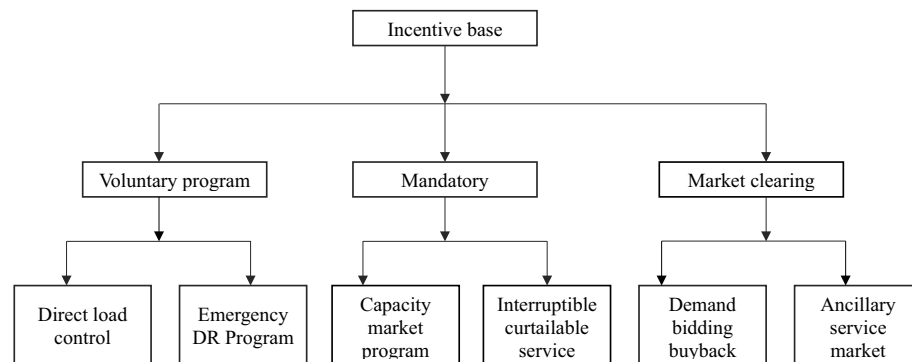 Incentive base
Voluntary program
Mandatory
Market clearing
Direct load
control
Emergency
DR Program
Capacity
market
program
Interruptible
curtailable
service
Demand
bidding
buyback
Ancillary
service
market